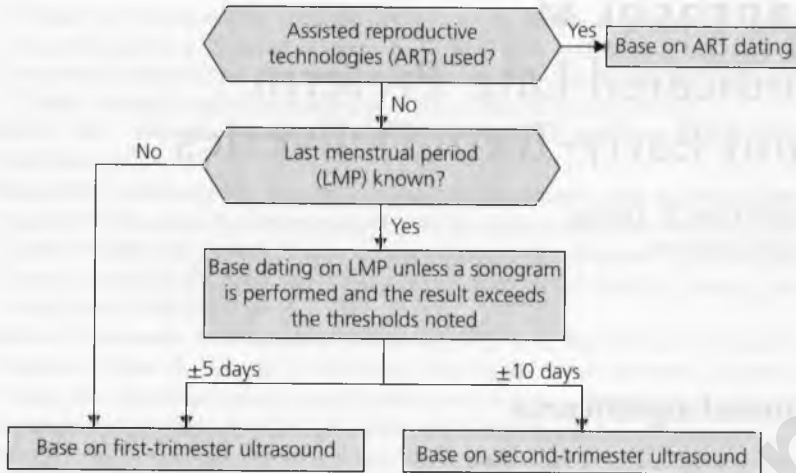 Assisted reproductive
technologies (ART) used?
Yes
Base on ART dating
No
No
Last menstrual period
(LMP) known?
Yes
Base dating on LMP unless a sonogram
is performed and the result exceeds
the thresholds noted
±5 days
±10 days
Base on first-trimester ultrasound
Base on second-trimester ultrasound